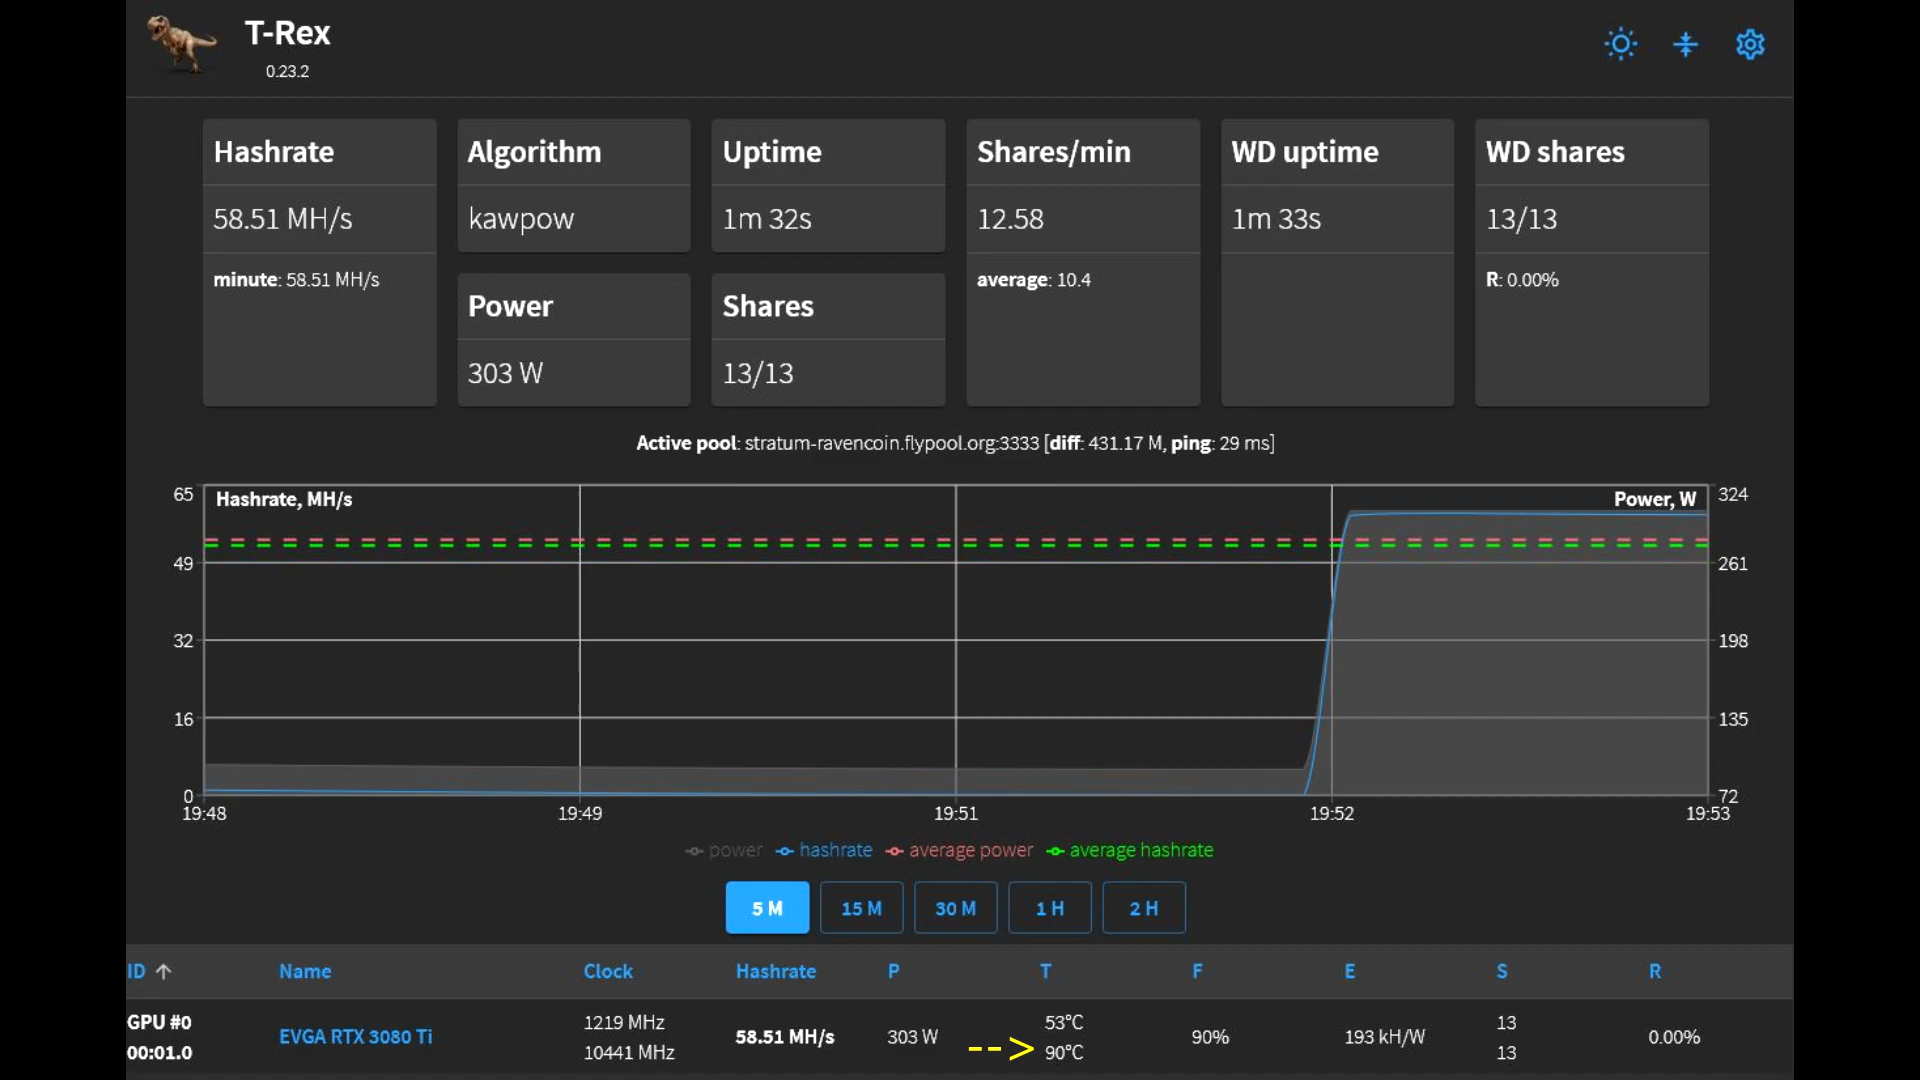 T-Rex
0.23.2
Hashrate
58.51 MH/s
minute: 58.51 MH/s
Algorithm
kawpow
Power
303 W
Uptime
1m 32s
Shares
13/13
Shares/min
12.58
average: 10.4
WD uptime
1m 33s
WD shares
13/13
R: 0.00%
Active pool: stratum-ravencoin.flypool.org:3333 [diff: 431.17 M, ping: 29 ms]
Hashrate, MH/s
Power, W
65
49
32
16
0
324
261
198
135
72
19:48 19:49 19:51 19:52 19:53
power hashrate average power average hashrate
5 M 15 M 30 M 1 H 2 H
ID Name Clock Hashrate P T F E S R
GPU #0
00:01.0
EVGA RTX 3080 Ti
1219 MHz
10441 MHz
58.51 MH/s
303 W
-->
53°C
90°C
90%
193 kH/W
13
13
0.00%